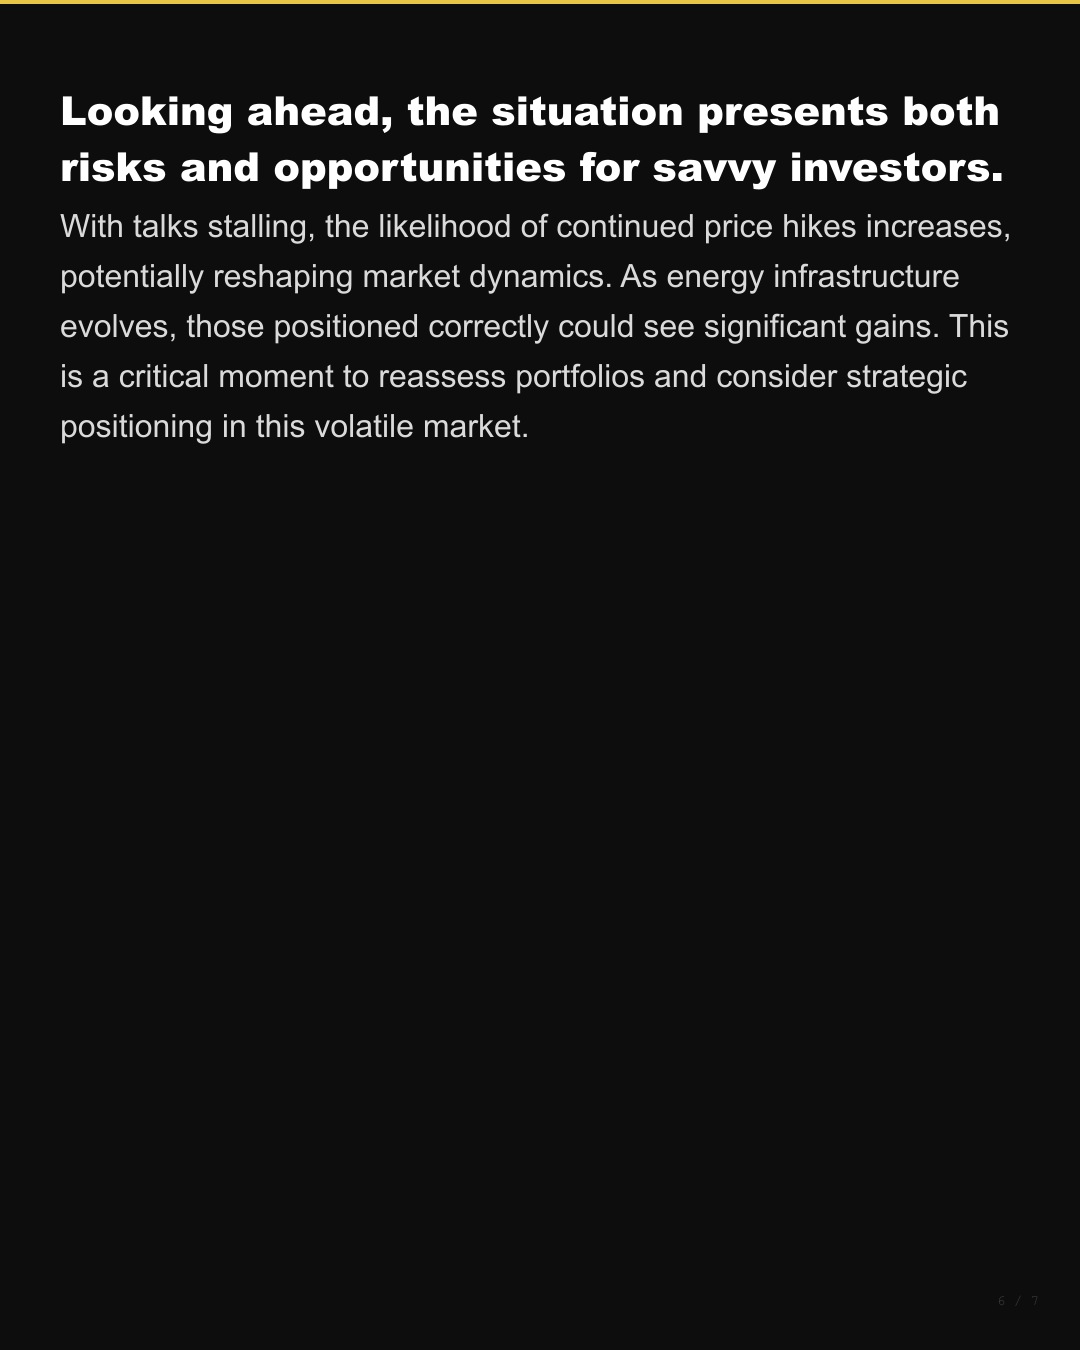 Looking ahead, the situation presents both
risks and opportunities for savvy investors.
With talks stalling, the likelihood of continued price hikes increases,
potentially reshaping market dynamics. As energy infrastructure
evolves, those positioned correctly could see significant gains. This
is a critical moment to reassess portfolios and consider strategic
positioning in this volatile market.
6 / 7